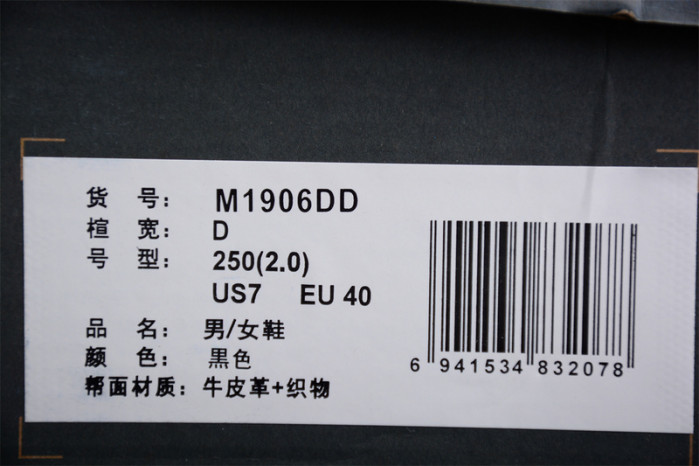 货 号： M1906DD
楦 宽： D
号 型： 250(2.0)
US7 EU 40
品 名： 男/女鞋
颜 色： 黑色
帮面材质： 牛皮革+织物
6 941534 832078